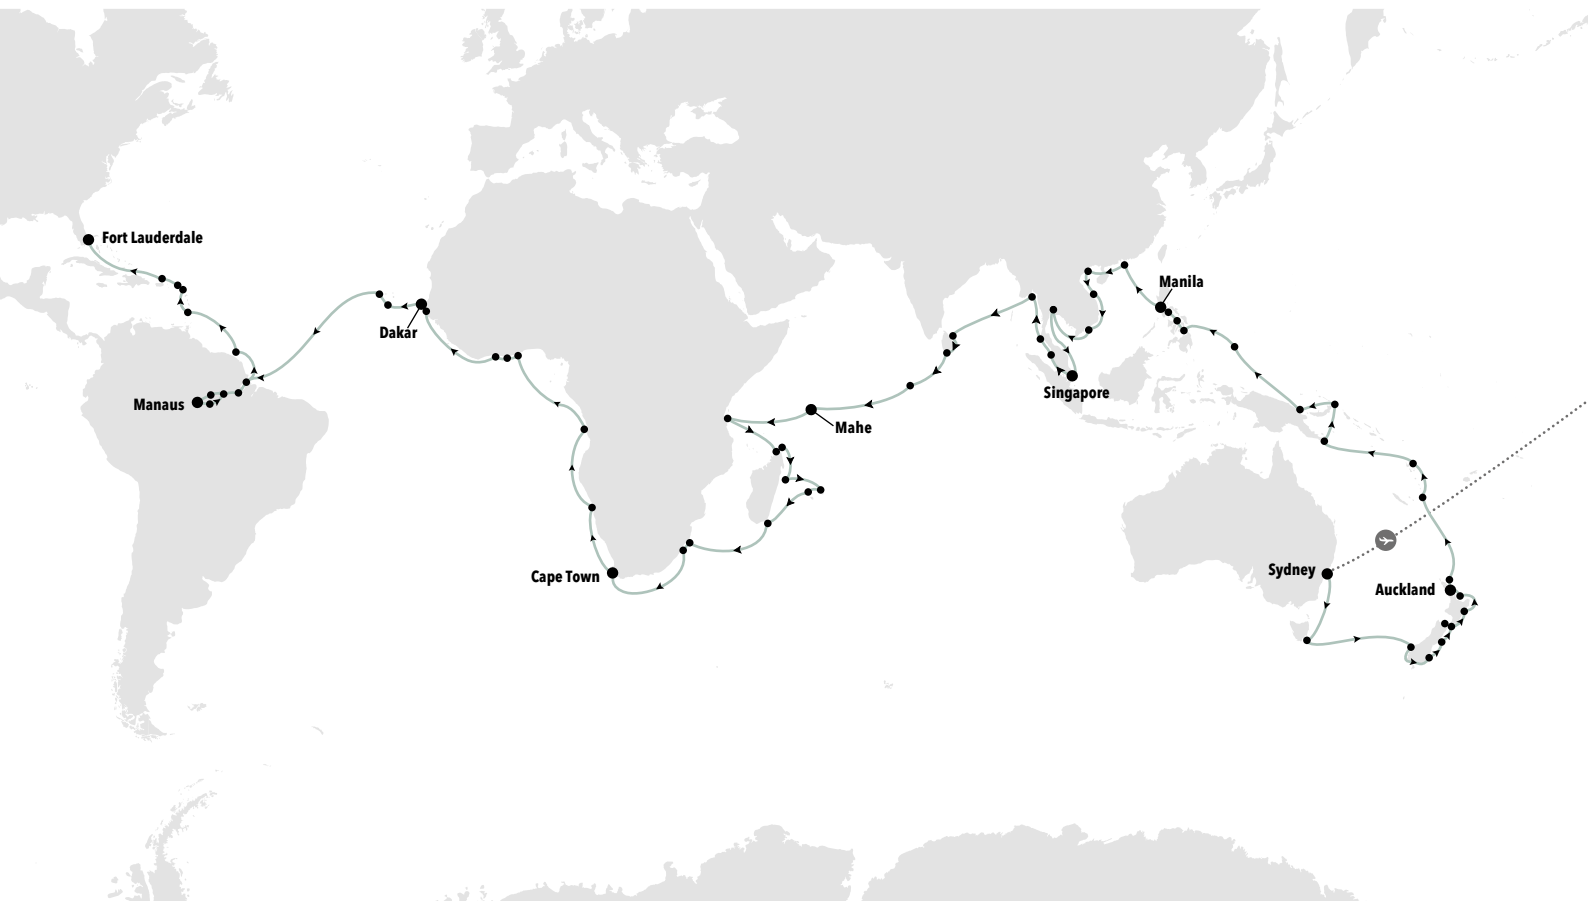 Fort Lauderdale
Manila
Dakar
Singapore
Manaus
Mahe
Sydney
Cape Town
Auckland